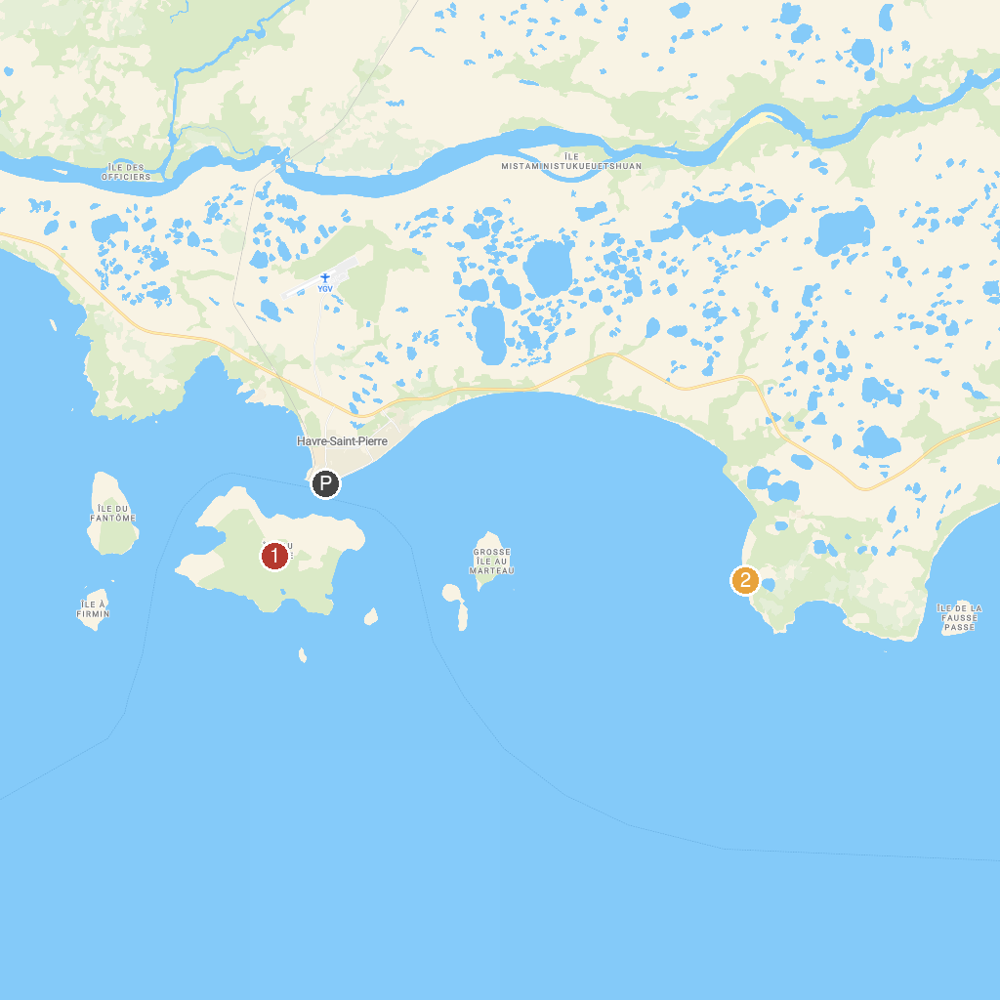 ÎLE
MISTAMINISTUKUEUETSHUAN
ÎLE DES
OFFICIERS
YGV
Havre-Saint-Pierre
P
ÎLE DU
FANTÔME
GROSSE
ÎLE AU
MARTEAU
1
2
ÎLE À
FIRMIN
ÎLE DE LA
FAUSSE
PASSE